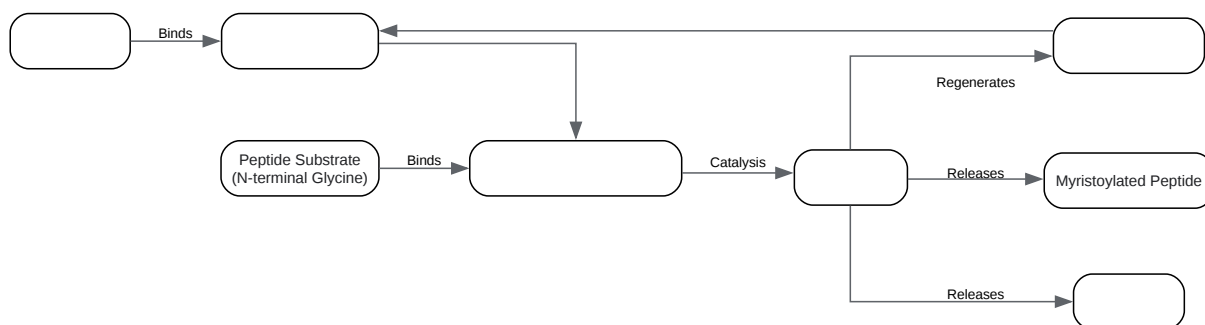 Binds
Regenerates
Peptide Substrate
(N-terminal Glycine)
Binds
Catalysis
Releases
Myristoylated Peptide
Releases